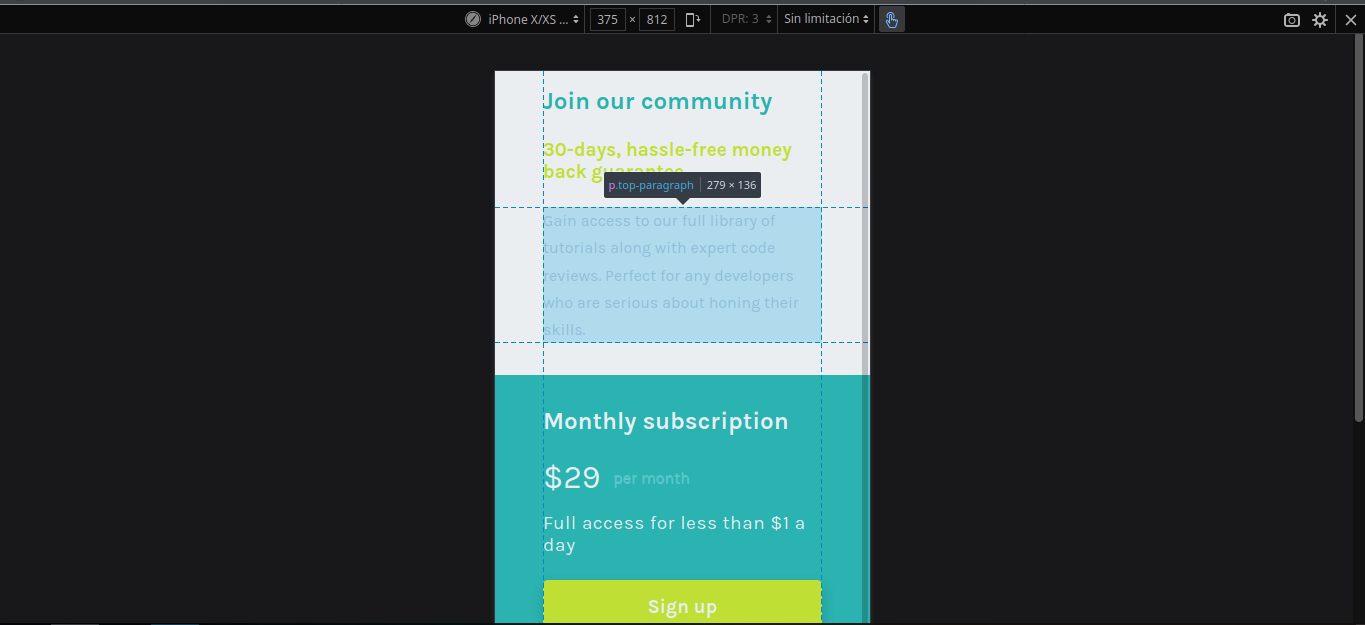 iPhone X/XS ... 375 × 812 DPR: 3 Sin limitación
Join our community
30-days, hassle-free money
back guarantee
p.top-paragraph 279 × 136
Gain access to our full library of
tutorials along with expert code
reviews. Perfect for any developers
who are serious about honing their
skills.
Monthly subscription
$29 per month
Full access for less than $1 a
day
Sign up